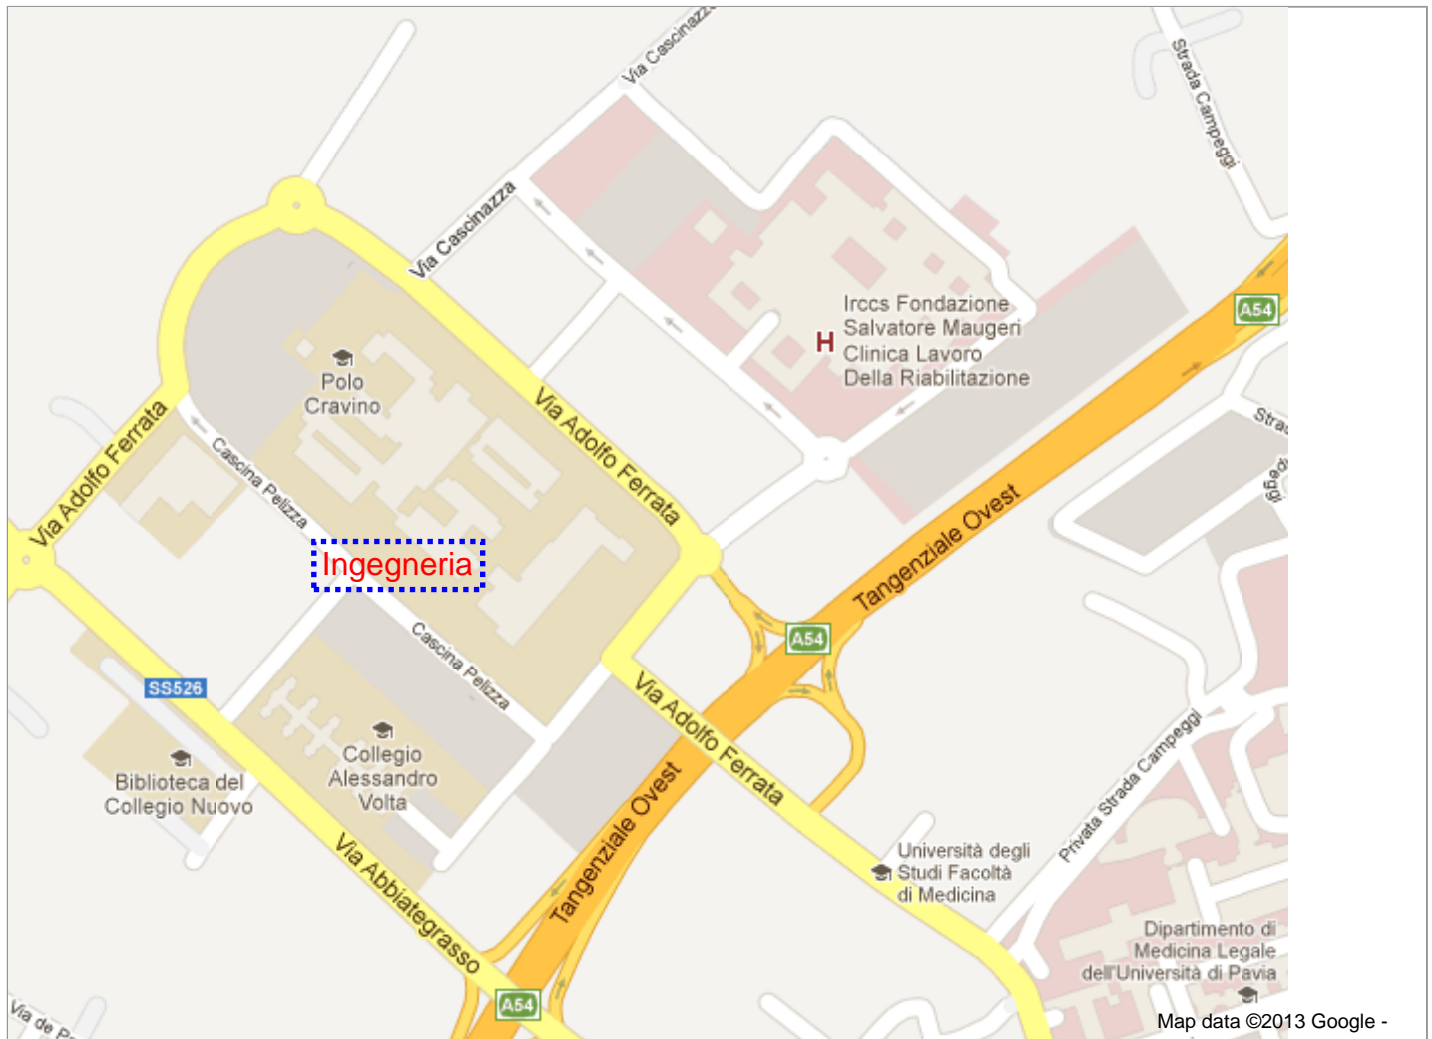 Via Cascinazza
Strada Campeggi
Via Cascinazza
A54
Irccs Fondazione
Salvatore Maugeri
Clinica Lavoro
Della Riabilitazione
H
Polo
Cravino
Via Adolfo Ferrata
Via Adolfo Ferrata
Cascina Pelizza
Tangenziale Ovest
Ingegneria
A54
Cascina Pelizza
SS526
Via Adolfo Ferrata
Collegio
Alessandro
Volta
Biblioteca del
Collegio Nuovo
Privata Strada Campeggi
Tangenziale Ovest
Via Abbiategrasso
Università degli
Studi Facoltà
di Medicina
Dipartimento di
Medicina Legale
dell'Università di Pavia
A54
Via de
Map data ©2013 Google -